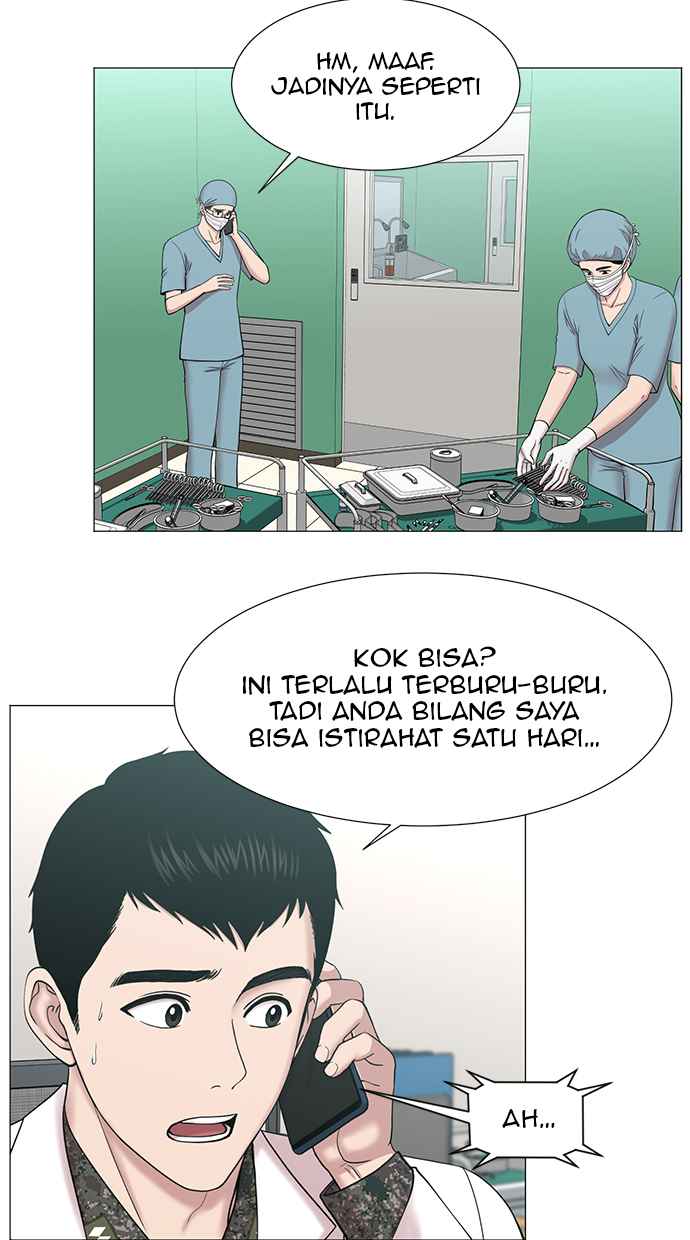 HM, MAAF.
JADINYA SEPERTI
ITU.
KOK BISA?
INI TERLALU TERBURU-BURU.
TADI ANDA BILANG SAYA
BISA ISTIRAHAT SATU HARI...
AH...